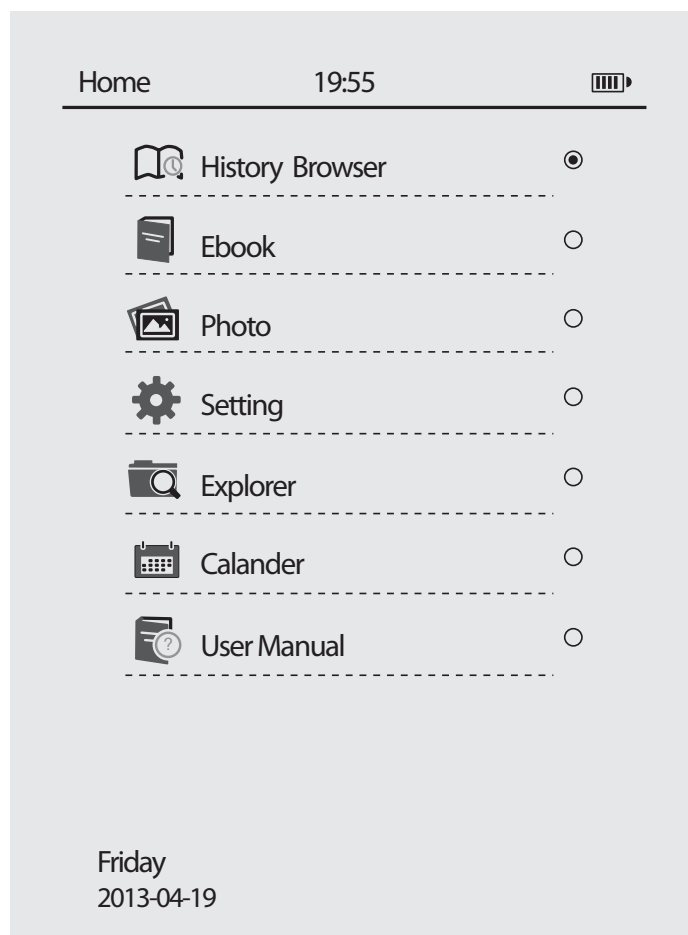 Home 19:55
History Browser
Ebook
Photo
Setting
Explorer
Calander
User Manual
?
Friday
2013-04-19